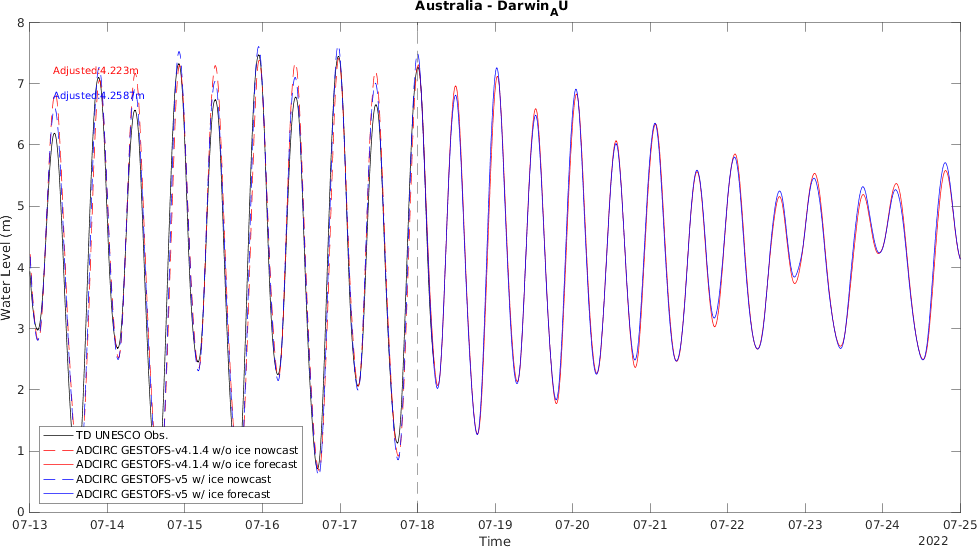 Australia - Darwin_AU
8
7
6
5
4
3
2
1
0
Water Level (m)
Adjusted:4.223m
Adjusted:4.2587m
TD UNESCO Obs.
ADCIRC GESTOFS-v4.1.4 w/o ice nowcast
ADCIRC GESTOFS-v4.1.4 w/o ice forecast
ADCIRC GESTOFS-v5 w/ ice nowcast
ADCIRC GESTOFS-v5 w/ ice forecast
07-13 07-14 07-15 07-16 07-17 07-18 07-19 07-20 07-21 07-22 07-23 07-24 07-25
Time
2022